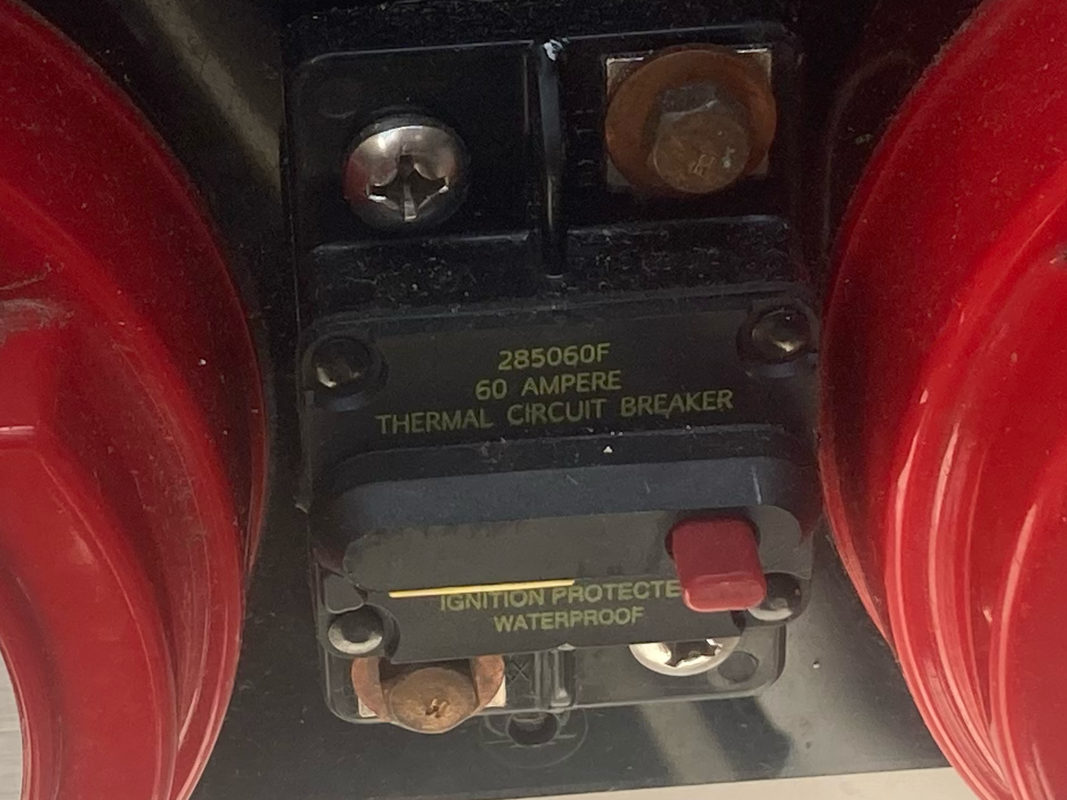 285060F
60 AMPERE
THERMAL CIRCUIT BREAKER
IGNITION PROTECTE
WATERPROOF